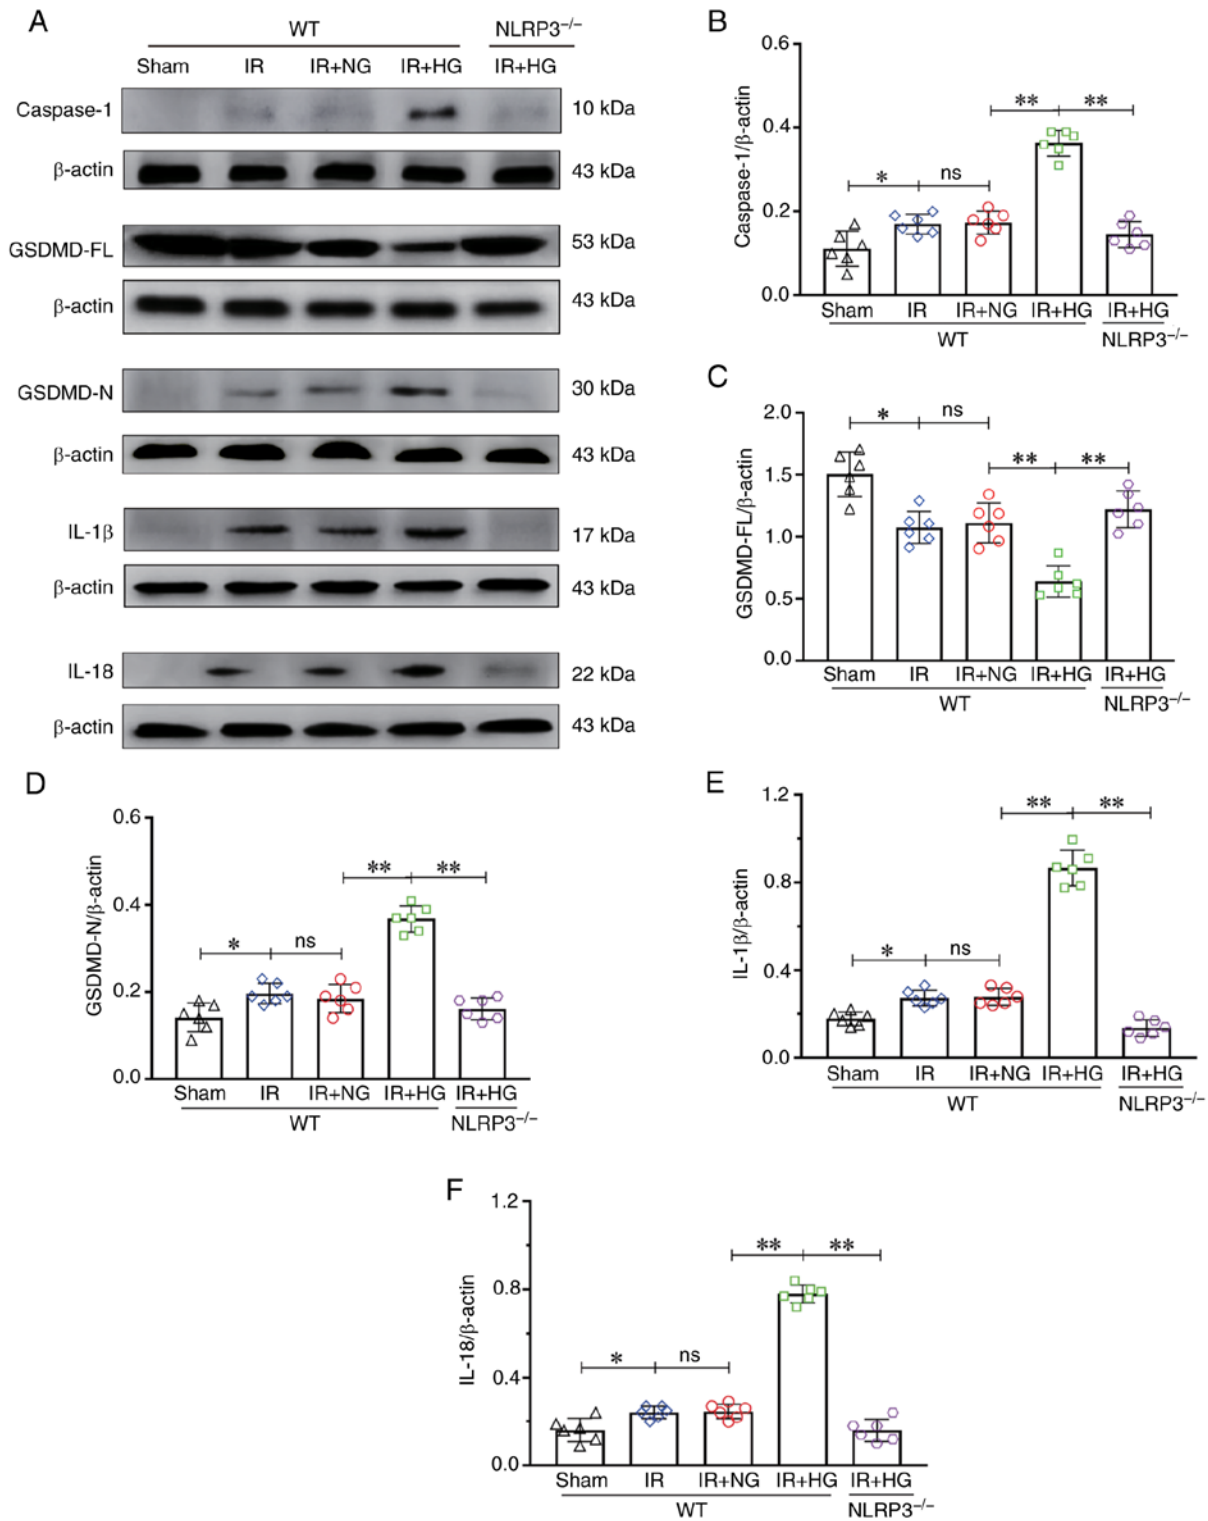 A
WT NLRP3−/−
Sham IR IR+NG IR+HG IR+HG
Caspase-1 10 kDa
β-actin 43 kDa
GSDMD-FL 53 kDa
β-actin 43 kDa
GSDMD-N 30 kDa
β-actin 43 kDa
IL-1β 17 kDa
β-actin 43 kDa
IL-18 22 kDa
β-actin 43 kDa
B
Caspase-1/β-actin
0.6
0.4
0.2
0.0
* ns ** **
Sham IR IR+NG IR+HG IR+HG
WT NLRP3−/−
C
GSDMD-FL/β-actin
2.0
1.5
1.0
0.5
0.0
* ns ** **
Sham IR IR+NG IR+HG IR+HG
WT NLRP3−/−
D
GSDMD-N/β-actin
0.6
0.4
0.2
0.0
* ns ** **
Sham IR IR+NG IR+HG IR+HG
WT NLRP3−/−
E
IL-1β/β-actin
1.2
0.8
0.4
0.0
* ns ** **
Sham IR IR+NG IR+HG IR+HG
WT NLRP3−/−
F
IL-18/β-actin
1.2
0.8
0.4
0.0
* ns ** **
Sham IR IR+NG IR+HG IR+HG
WT NLRP3−/−